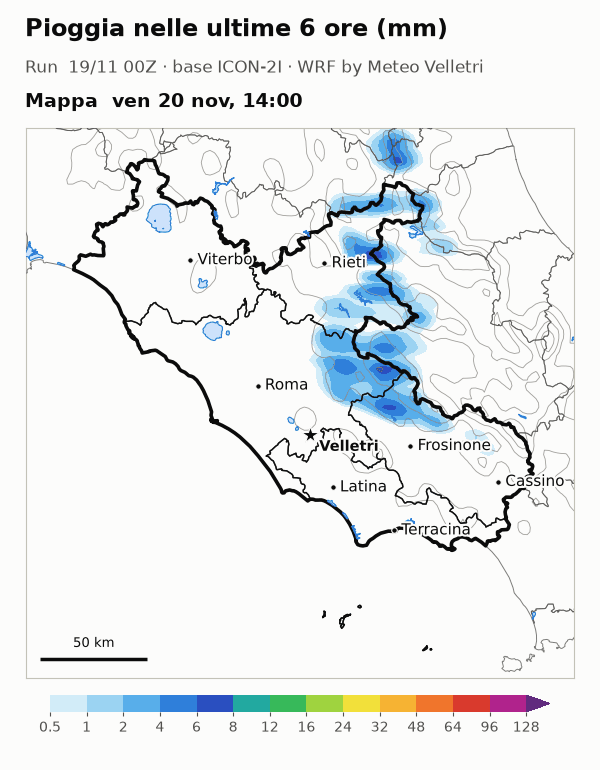 Pioggia nelle ultime 6 ore (mm)
Run  19/11 00Z · base ICON-2I · WRF by Meteo Velletri
Mappa  ven 20 nov, 14:00
Viterbo
Rieti
Roma
Velletri
Frosinone
Latina
Cassino
Terracina
50 km
0.5 1 2 4 6 8 12 16 24 32 48 64 96 128